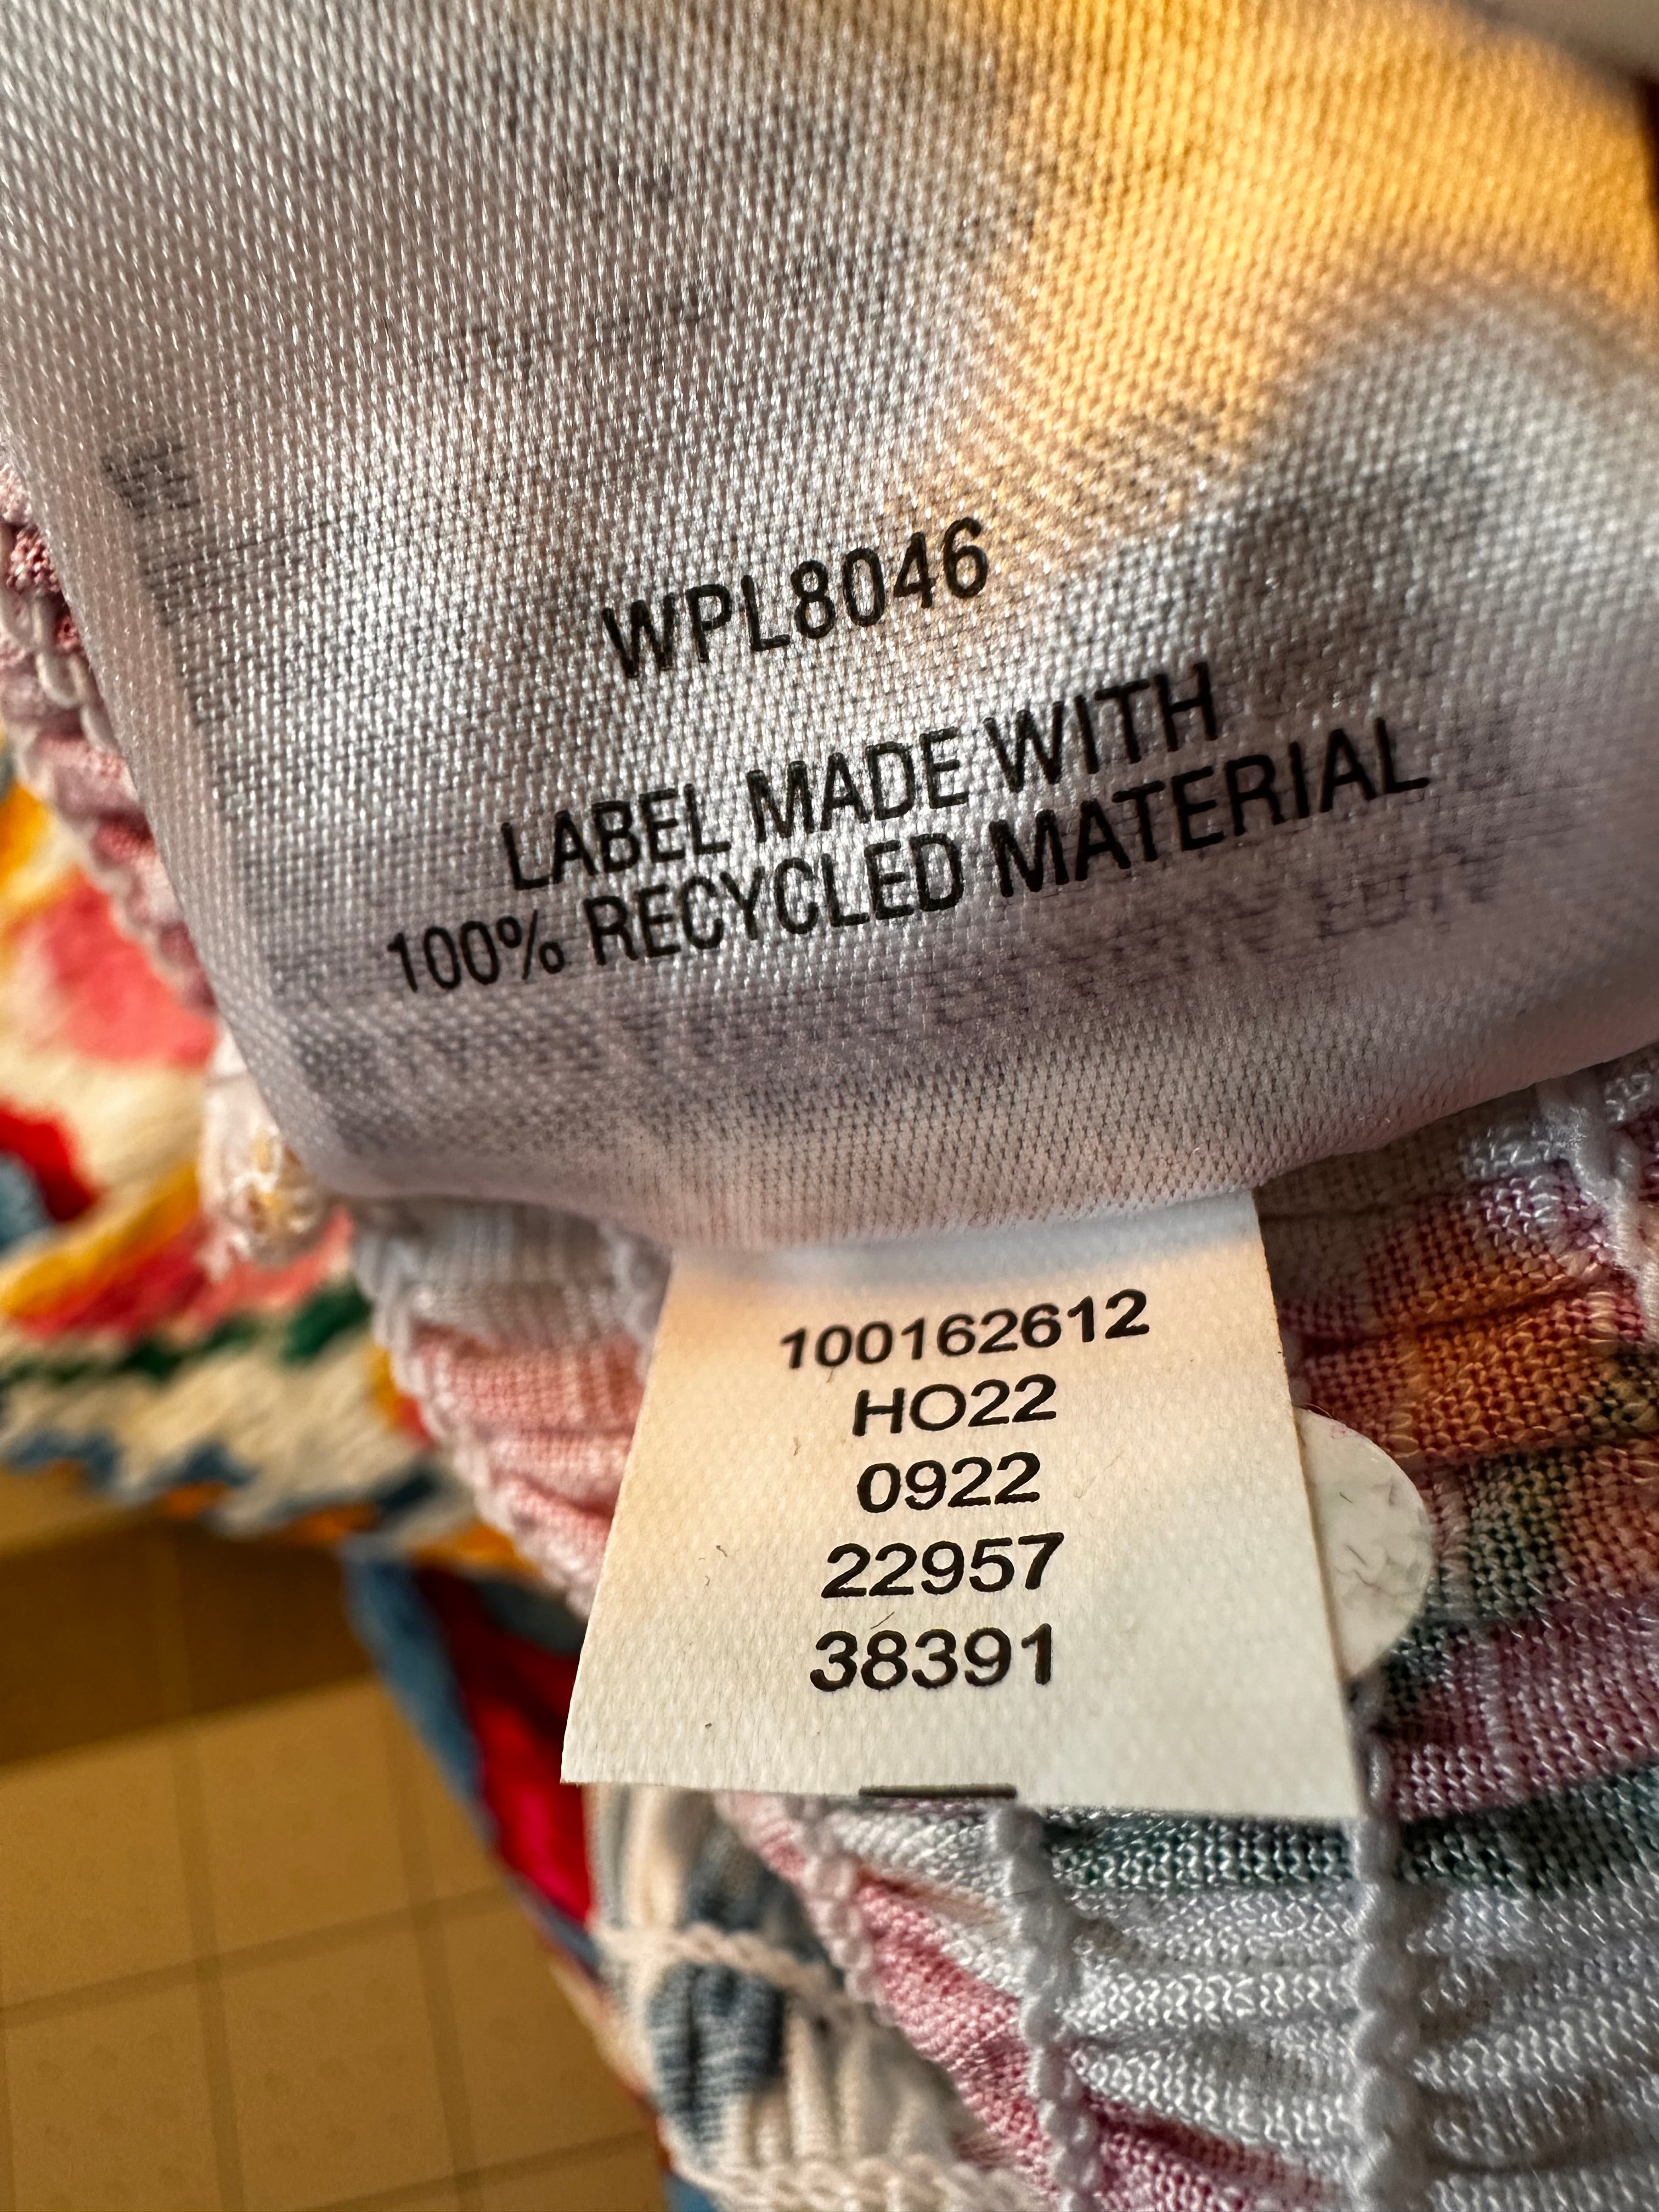 WPL8046
LABEL MADE WITH
100% RECYCLED MATERIAL
100162612
HO22
0922
22957
38391